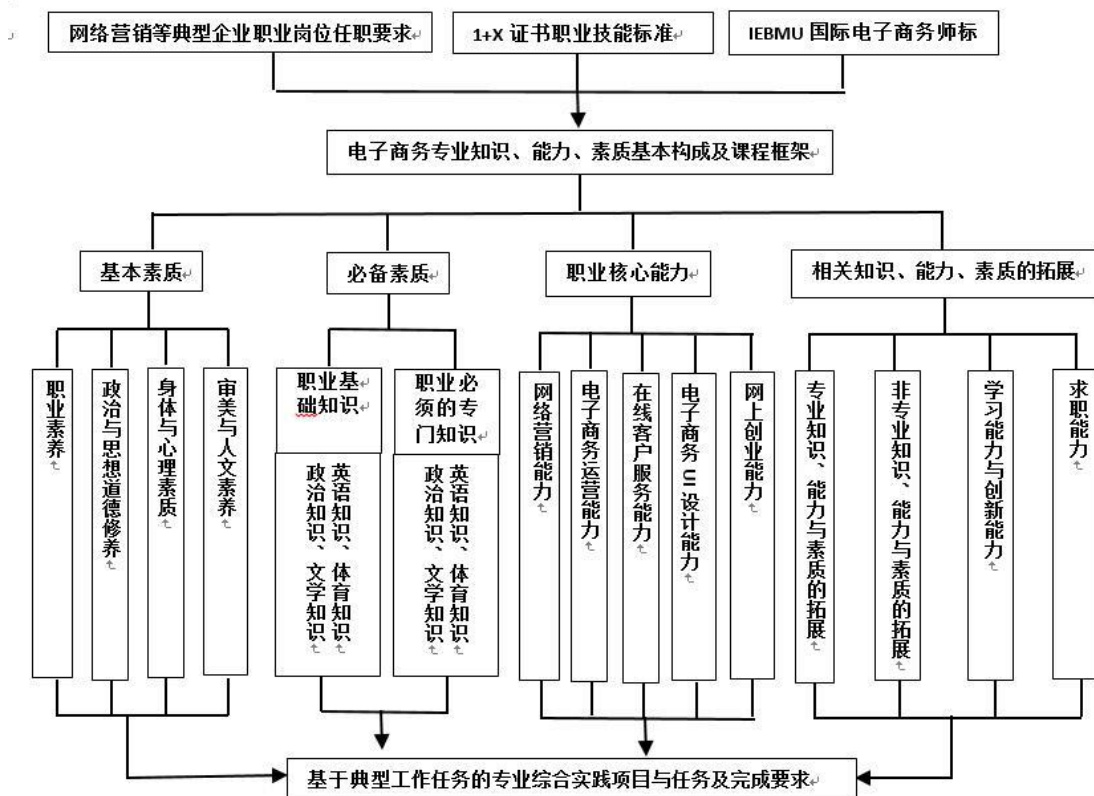 网络营销等典型企业职业岗位任职要求
1+X 证书职业技能标准
IEBMU 国际电子商务师标
电子商务专业知识、能力、素质基本构成及课程框架
基本素质
必备素质
职业核心能力
相关知识、能力、素质的拓展
职业素养
政治与思想道德修养
身体与心理素质
审美与人文素养
职业基
础知识
英语知识、体育知识、
政治知识、文学知识
职业必
须的专
门知识
英语知识、体育知识、
政治知识、文学知识
网络营销能力
电子商务运营能力
在线客户服务能力
电子商务 UI 设计能力
网上创业能力
专业知识、能力与素质的拓展
非专业知识、能力与素质的拓展
学习能力与创新能力
求职能力
基于典型工作任务的专业综合实践项目与任务及完成要求